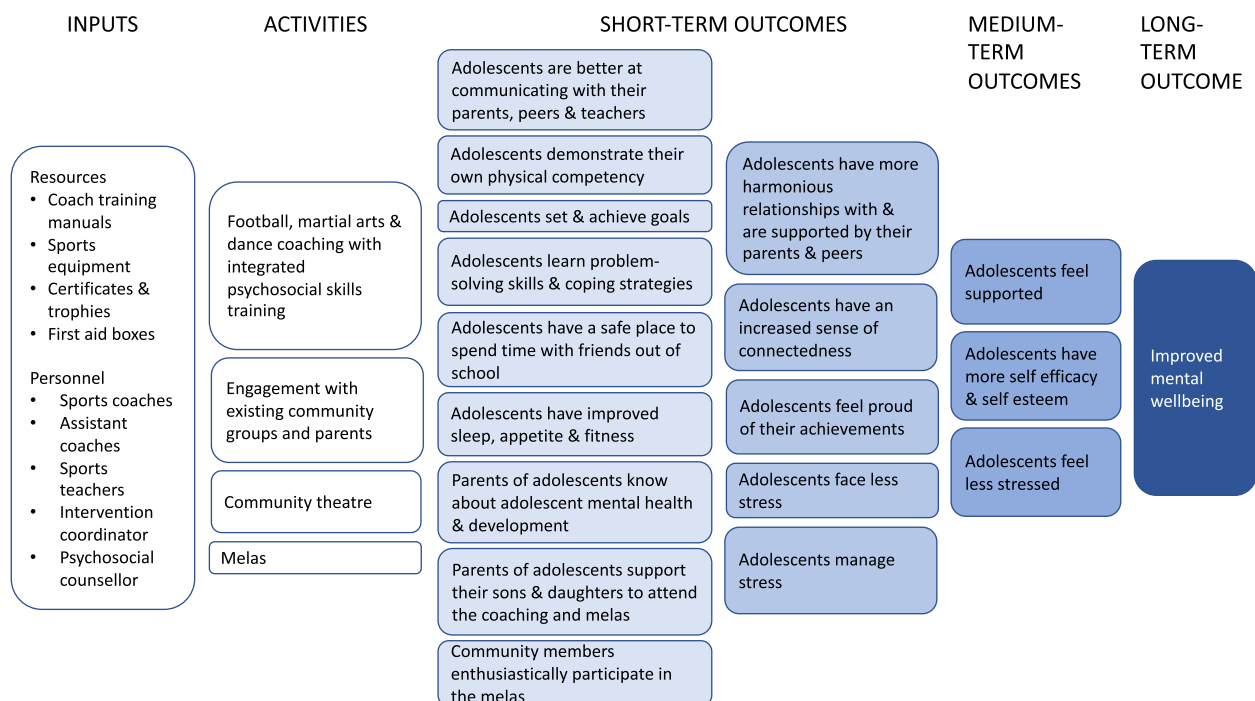 INPUTS
ACTIVITIES
SHORT-TERM OUTCOMES
MEDIUM-
TERM
OUTCOMES
LONG-
TERM
OUTCOME
Resources
• Coach training
manuals
• Sports
equipment
• Certificates &
trophies
• First aid boxes
Personnel
• Sports coaches
• Assistant
coaches
• Sports
teachers
• Intervention
coordinator
• Psychosocial
counsellor
Football, martial arts &
dance coaching with
integrated
psychosocial skills
training
Engagement with
existing community
groups and parents
Community theatre
Melas
Adolescents are better at
communicating with their
parents, peers & teachers
Adolescents demonstrate their
own physical competency
Adolescents set & achieve goals
Adolescents learn problem-
solving skills & coping strategies
Adolescents have a safe place to
spend time with friends out of
school
Adolescents have improved
sleep, appetite & fitness
Parents of adolescents know
about adolescent mental health
& development
Parents of adolescents support
their sons & daughters to attend
the coaching and melas
Community members
enthusiastically participate in
the melas
Adolescents have more
harmonious
relationships with &
are supported by their
parents & peers
Adolescents have an
increased sense of
connectedness
Adolescents feel proud
of their achievements
Adolescents face less
stress
Adolescents manage
stress
Adolescents feel
supported
Adolescents have
more self efficacy
& self esteem
Adolescents feel
less stressed
Improved
mental
wellbeing